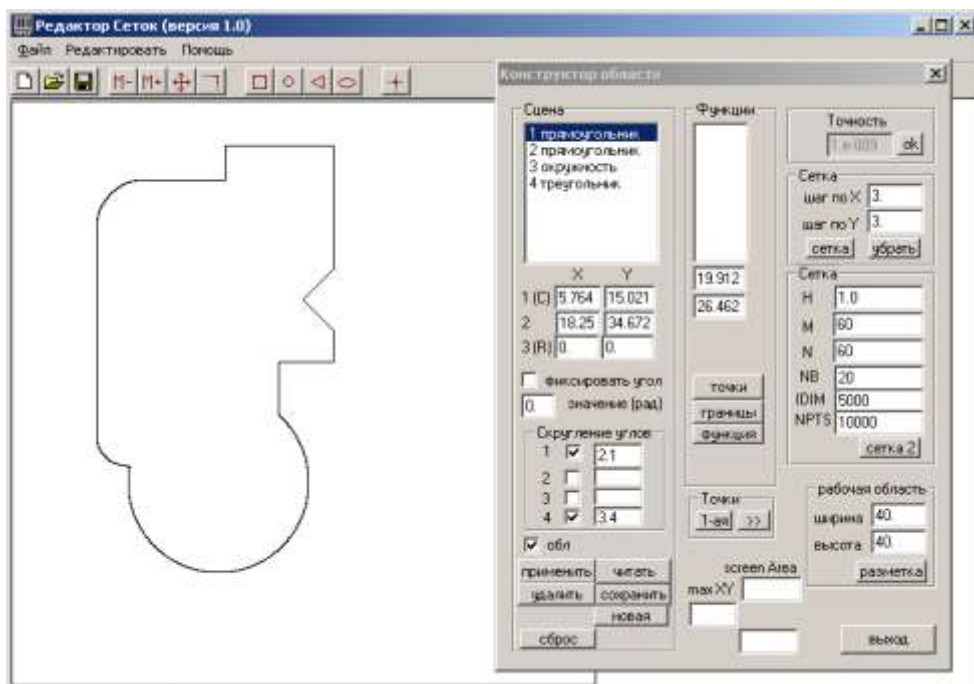 Редактор Сеток (версия 1.0)
Файл Редактировать Помощь
Конструктор области
Сцена
1 прямоугольник
2 прямоугольник
3 окружность
4 треугольник
X Y
1 (C) 5.764 15.021
2 18.25 34.672
3 (R) 0. 0.
фиксировать угол
0. значение (рад)
Скругление углов
1 2.1
2
3
4 3.4
обл
применить читать
удалить сохранить
новая
сброс
Функции
19.912
26.462
точки
границы
функция
Точки
1-ая >>
screen Area
max XY
Точность
1.e-009 ok
Сетка
шаг по X 3.
шаг по Y 3.
сетка убрать
Сетка
H 1.0
M 60
N 60
NB 20
IDIM 5000
NPTS 10000
сетка 2
рабочая область
ширина 40.
высота 40.
разметка
выход